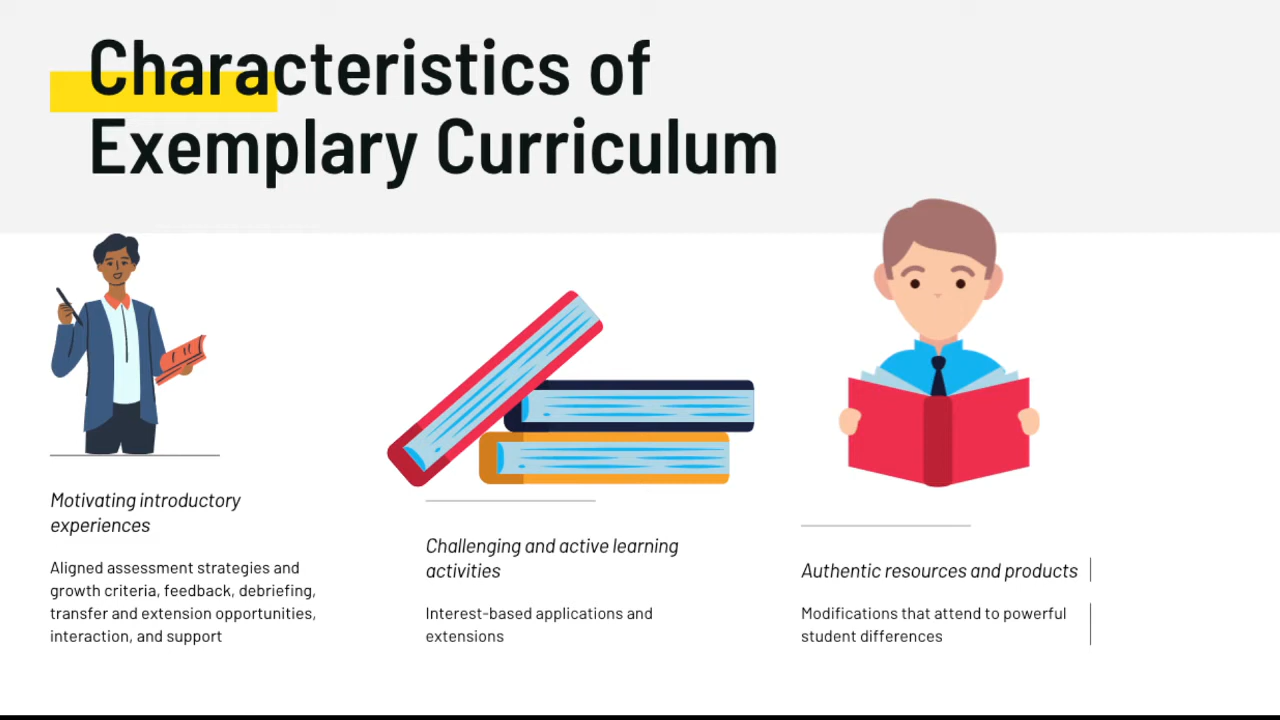 Characteristics of
Exemplary Curriculum
Motivating introductory
experiences
Aligned assessment strategies and
growth criteria, feedback, debriefing,
transfer and extension opportunities,
interaction, and support
Challenging and active learning
activities
Interest-based applications and
extensions
Authentic resources and products
Modifications that attend to powerful
student differences